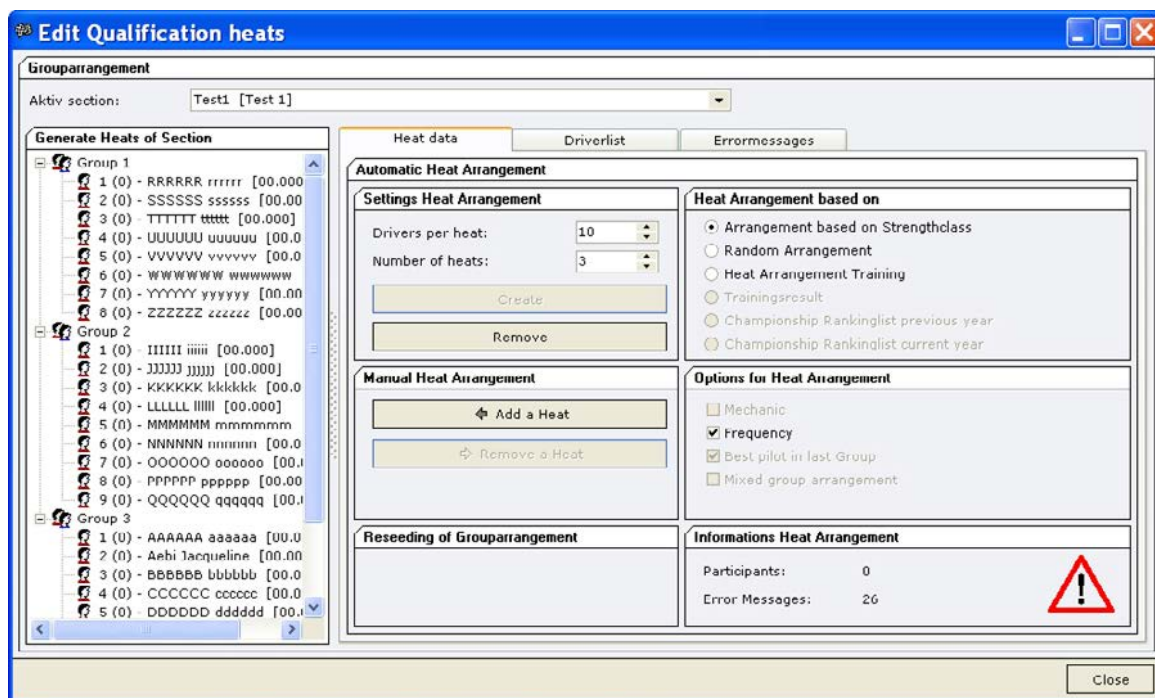 Edit Qualification heats
Grouparrangement
Aktiv section: Test1 [Test 1]
Generate Heats of Section
Group 1
1 (0) - RRRRRR rrrrrr [00.000
2 (0) - SSSSSS ssssss [00.00
3 (0) - TTTTTT tttttt [00.000]
4 (0) - UUUUUU uuuuuu [00.0
5 (0) - VVVVVV vvvvvv [00.0
6 (0) - WWWWWW wwwwww
7 (0) - YYYYYY yyyyyy [00.00
8 (0) - ZZZZZZ zzzzzz [00.00
Group 2
1 (0) - IIIIII iiiiii [00.000]
2 (0) - JJJJJJ jjjjjj [00.000]
3 (0) - KKKKKK kkkkkk [00.0
4 (0) - LLLLLL llllll [00.000]
5 (0) - MMMMMM mmmmmm
6 (0) - NNNNNN nnnnnn [00.0
7 (0) - OOOOOO oooooo [00.
8 (0) - PPPPPP pppppp [00.00
9 (0) - QQQQQQ qqqqqq [00.
Group 3
1 (0) - AAAAAA aaaaaa [00.0
2 (0) - Aebi Jacqueline [00.00
3 (0) - BBBBBB bbbbbb [00.0
4 (0) - CCCCCC cccccc [00.0
5 (0) - DDDDDD dddddd [00.
Heat data Driverlist Errormessages
Automatic Heat Arrangement
Settings Heat Arrangement
Drivers per heat: 10
Number of heats: 3
Create
Remove
Heat Arrangement based on
Arrangement based on Strengthclass
Random Arrangement
Heat Arrangement Training
Trainingsresult
Championship Rankinglist previous year
Championship Rankinglist current year
Manual Heat Arrangement
Add a Heat
Remove a Heat
Options for Heat Arrangement
Mechanic
Frequency
Best pilot in last Group
Mixed group arrangement
Reseeding of Grouparrangement
Informations Heat Arrangement
Participants: 0
Error Messages: 26
Close